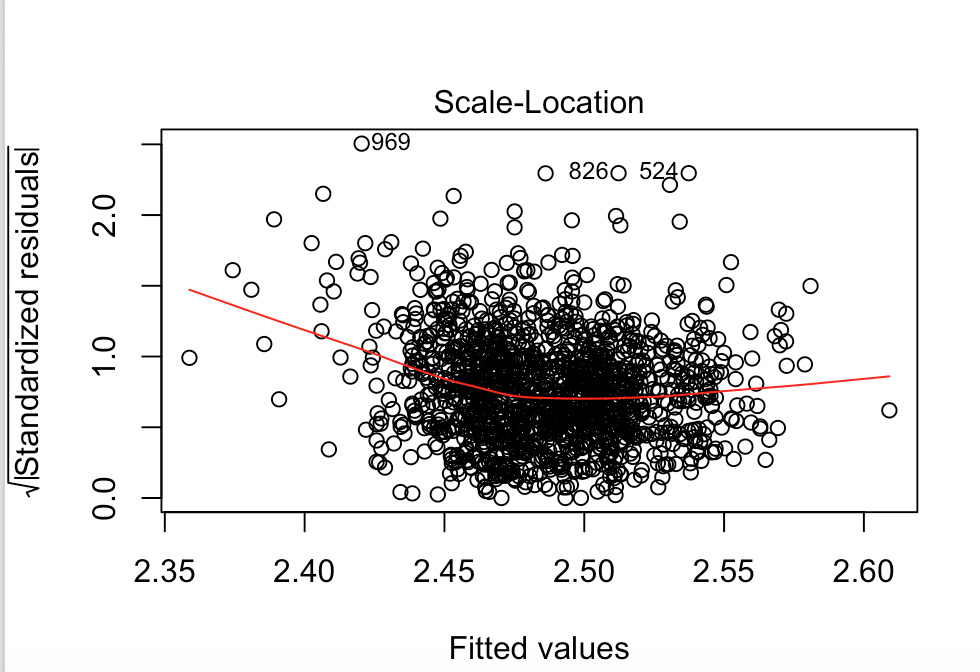 Scale-Location
√|Standardized residuals|
2.0
1.0
0.0
969
826
524
2.35 2.40 2.45 2.50 2.55 2.60
Fitted values